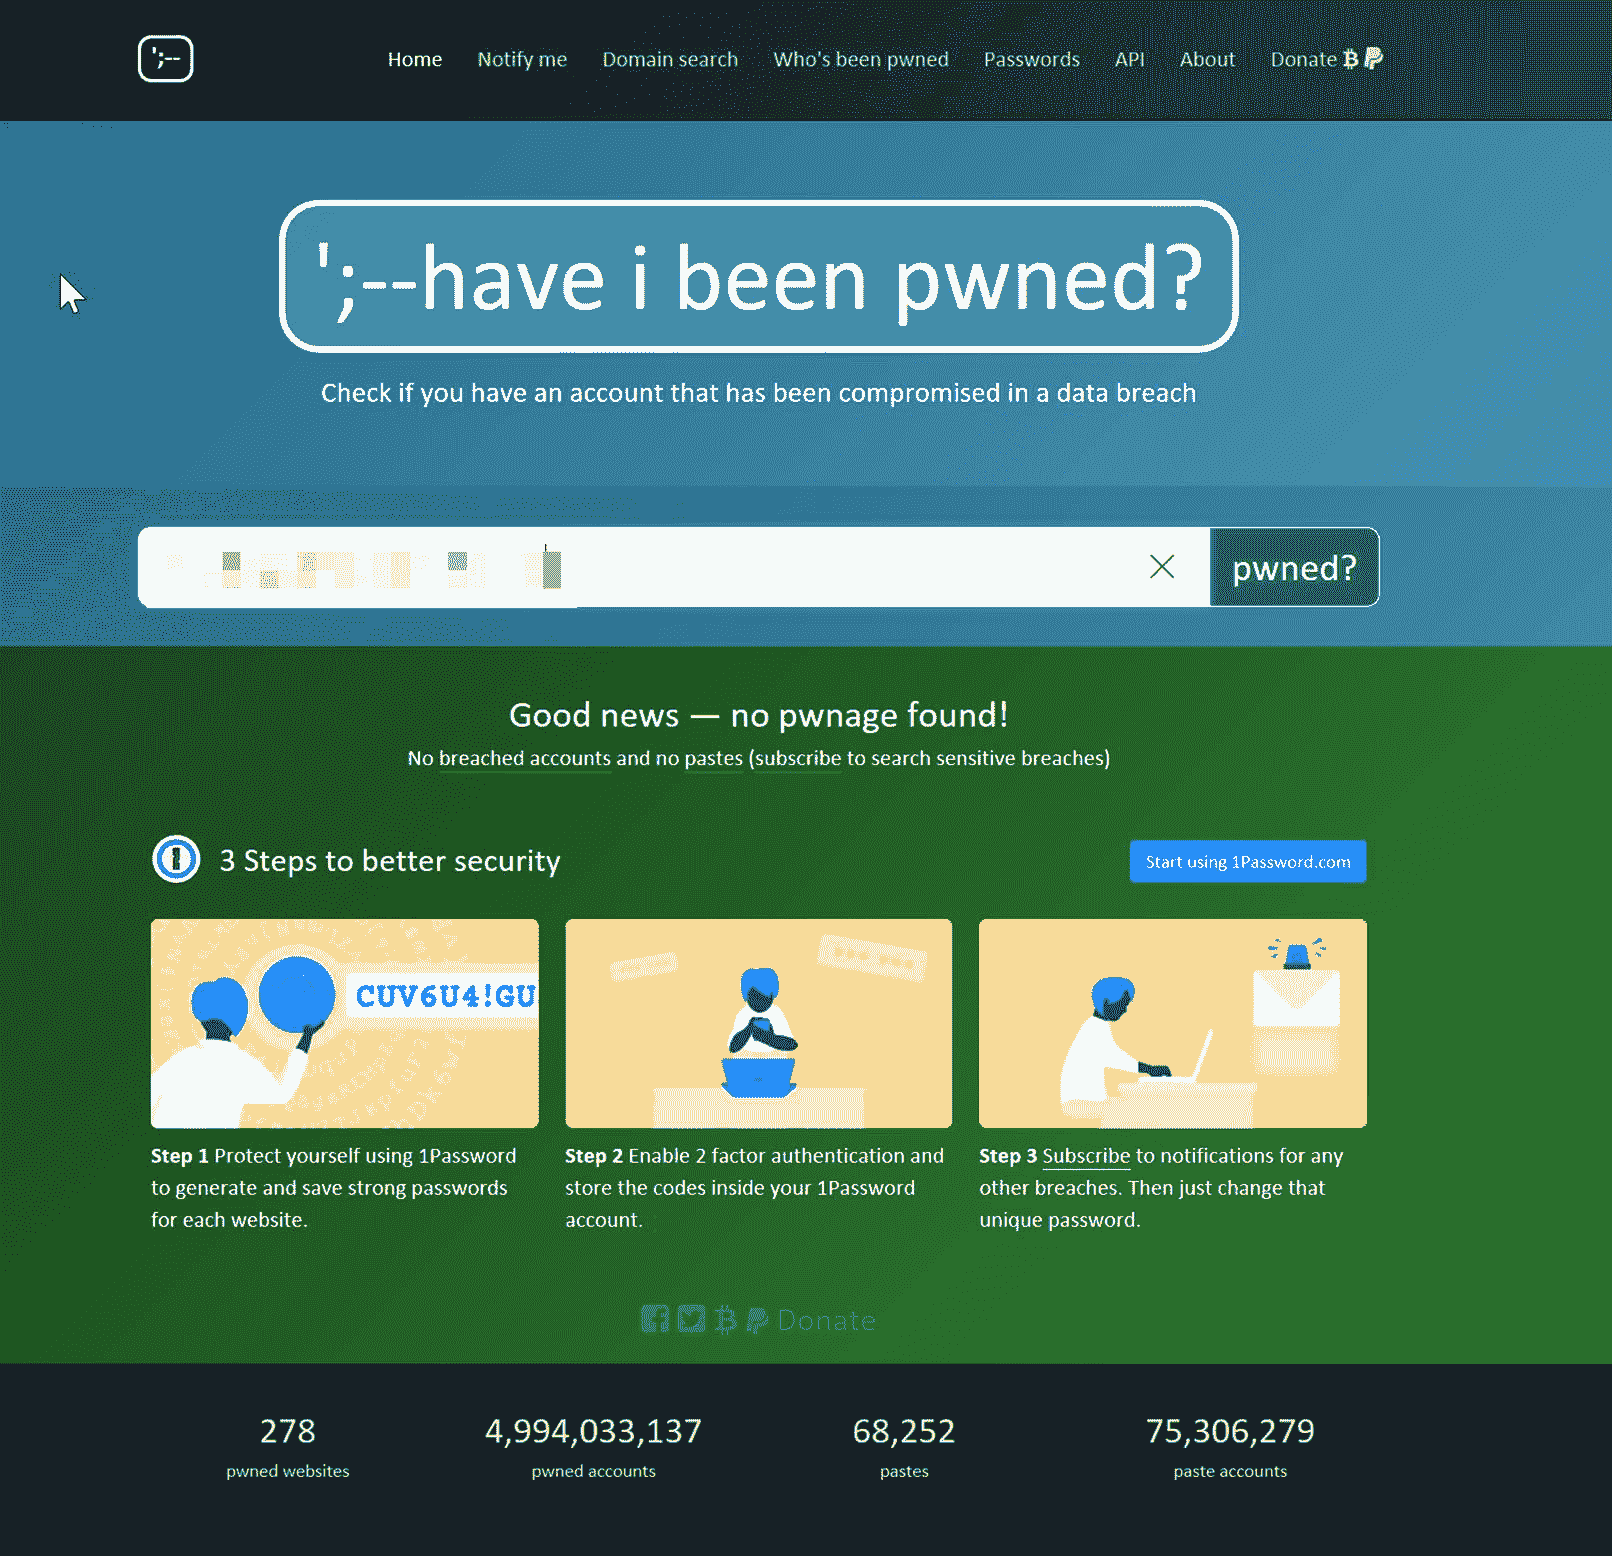 ';--
Home Notify me Domain search Who's been pwned Passwords API About Donate
';--have i been pwned?
Check if you have an account that has been compromised in a data breach
pwned?
Good news — no pwnage found!
No breached accounts and no pastes (subscribe to search sensitive breaches)
3 Steps to better security
Start using 1Password.com
CUV6U4!GU
Step 1 Protect yourself using 1Password
to generate and save strong passwords
for each website.
Step 2 Enable 2 factor authentication and
store the codes inside your 1Password
account.
Step 3 Subscribe to notifications for any
other breaches. Then just change that
unique password.
Donate
278
pwned websites
4,994,033,137
pwned accounts
68,252
pastes
75,306,279
paste accounts